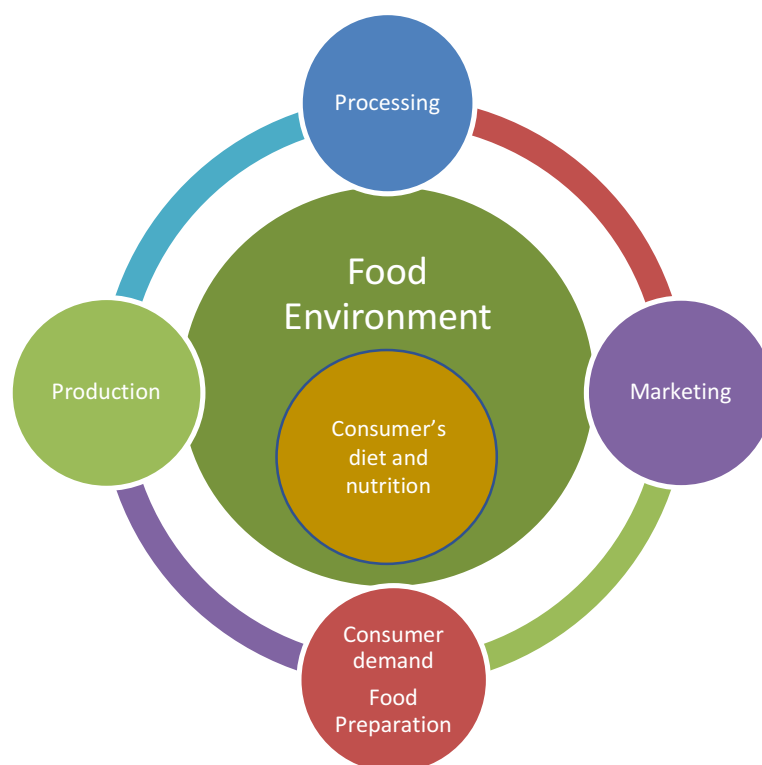 Processing
Food
Environment
Production
Consumer’s
diet and
nutrition
Marketing
Consumer
demand
Food
Preparation